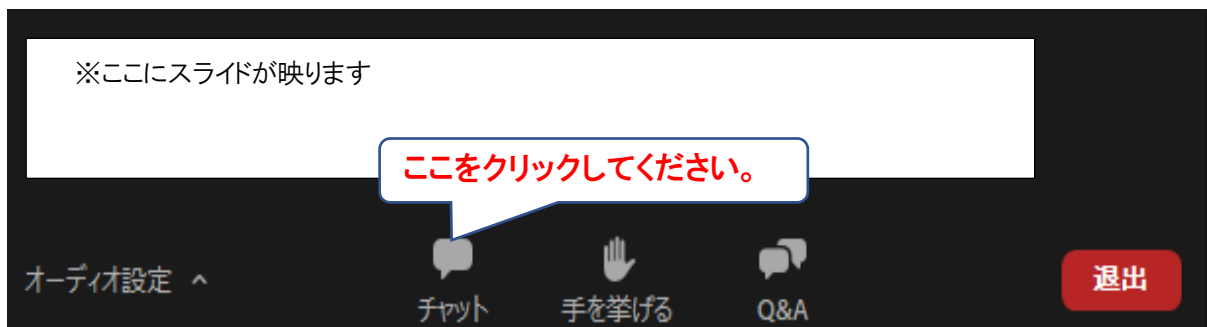 ※ここにスライドが映ります
ここをクリックしてください。
オーディオ設定 ^
チャット
手を挙げる
Q&A
退出